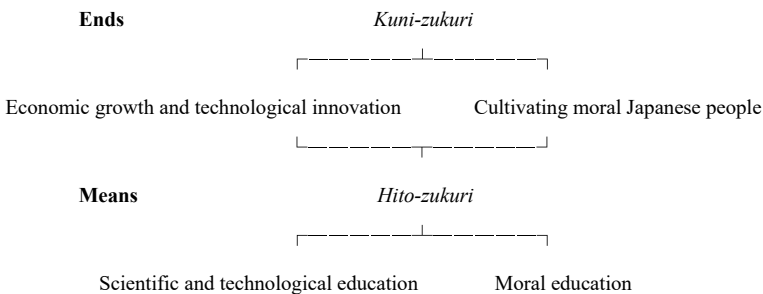 Ends Kuni-zukuri
Economic growth and technological innovation Cultivating moral Japanese people
Means Hito-zukuri
Scientific and technological education Moral education